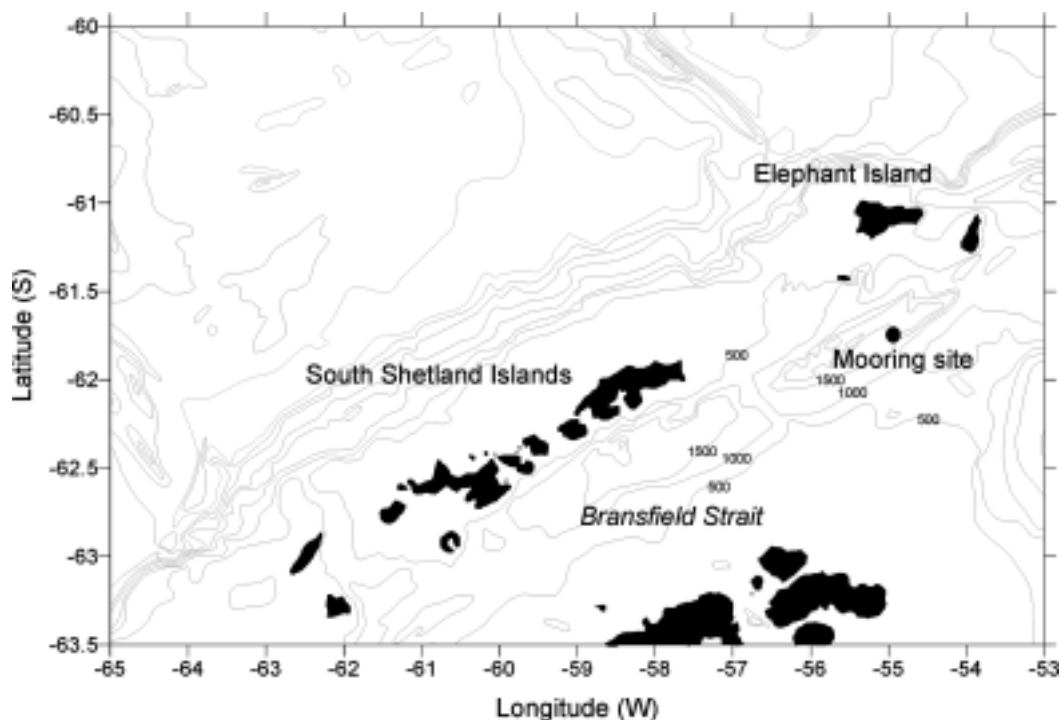 -60
-60.5
Elephant Island
-61
-61.5
Latitude (S)
500
Mooring site
South Shetland Islands
-62
1500
1000
500
1500
1000
-62.5
500
Bransfield Strait
-63
-63.5
-65 -64 -63 -62 -61 -60 -59 -58 -57 -56 -55 -54 -53
Longitude (W)